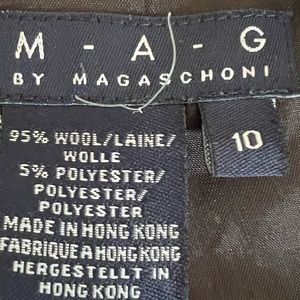 M - A - G
BY MAGASCHONI
10
95% WOOL/LAINE/
WOLLE
5% POLYESTER/
POLYESTER/
POLYESTER
MADE IN HONG KONG
FABRIQUE A HONG KONG
HERGESTELLT IN
HONG KONG